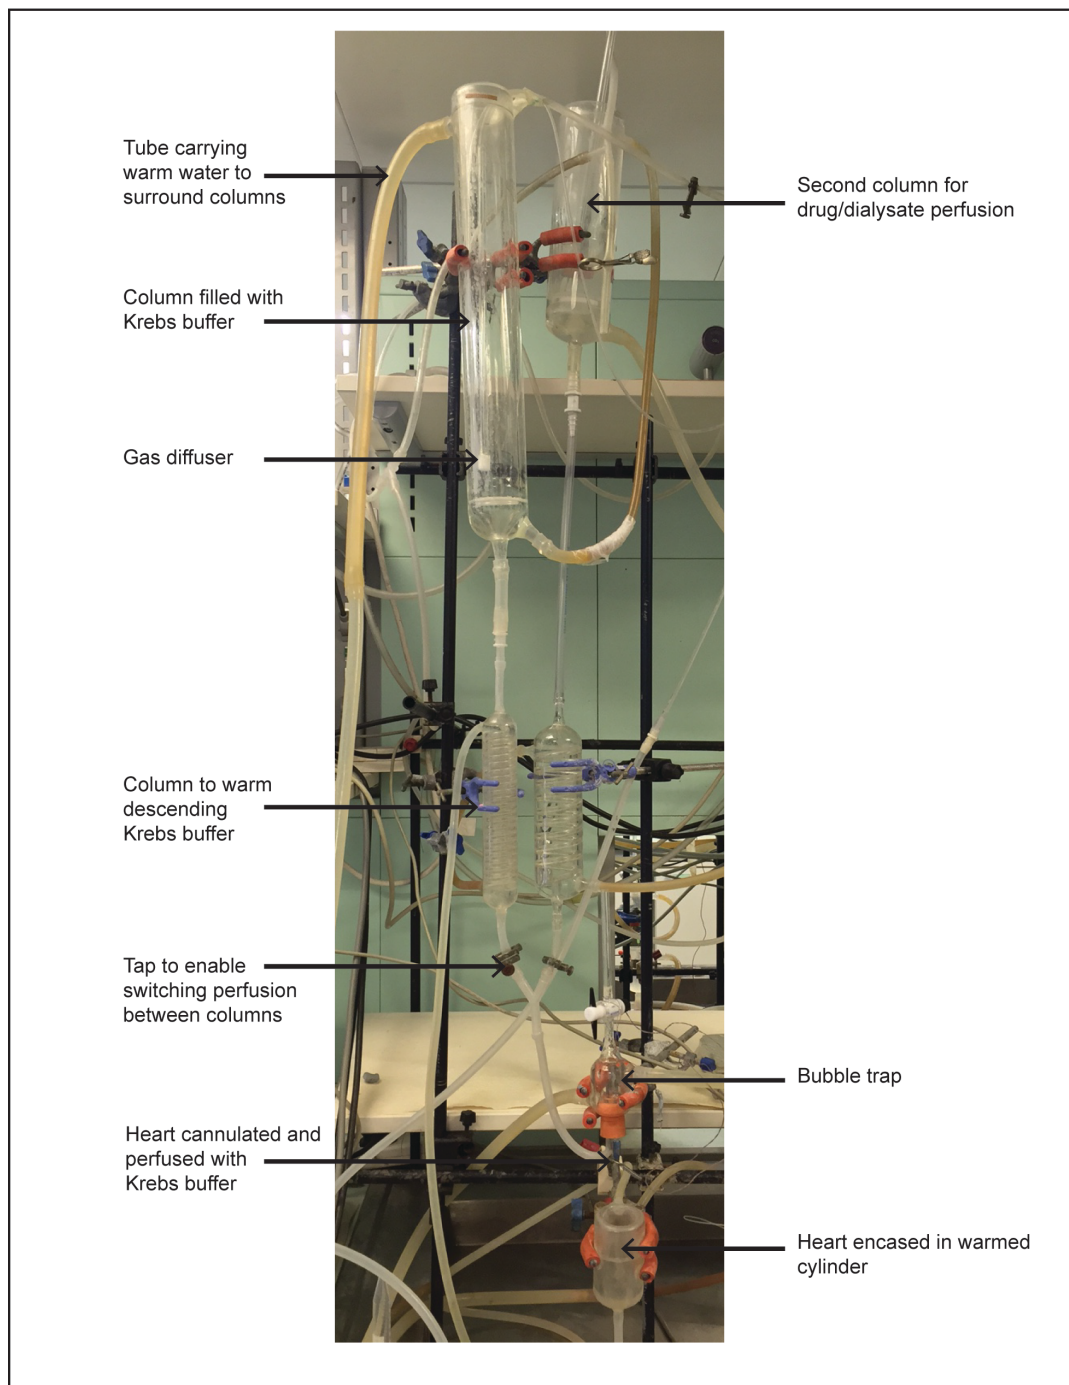 Tube carrying
warm water to
surround columns
Second column for
drug/dialysate perfusion
Column filled with
Krebs buffer
Gas diffuser
Column to warm
descending
Krebs buffer
Tap to enable
switching perfusion
between columns
Bubble trap
Heart cannulated and
perfused with
Krebs buffer
Heart encased in warmed
cylinder